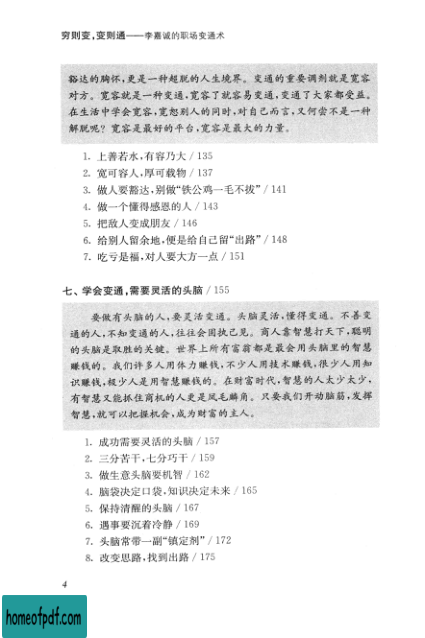 穷则变,变则通——李嘉诚的职场变通术
豁达的胸怀,更是一种超脱的人生境界。变通的重要调剂就是宽容
对方。宽容就是一种变通,宽容了就容易变通,变通了大家都受益。
在生活中学会宽容,宽恕别人的同时,对自己而言,又何尝不是一种
解脱呢?宽容是最好的平台,宽容是最大的力量。
1. 上善若水,有容乃大 / 135
2. 宽可容人,厚可载物 / 137
3. 做人要豁达,别做“铁公鸡一毛不拔” / 141
4. 做一个懂得感恩的人 / 143
5. 把敌人变成朋友 / 146
6. 给别人留余地,便是给自己留“出路” / 148
7. 吃亏是福,对人要大方一点 / 151
七、学会变通,需要灵活的头脑 / 155
要做有头脑的人,要灵活变通。头脑灵活,懂得变通。不善变
通的人,不知变通的人,往往会固执己见。商人靠智慧打天下,聪明
的头脑是取胜的关键。世界上所有富翁都是最会用头脑里的智慧
赚钱的。我们许多人用体力赚钱,不少人用技术赚钱,很少人用知
识赚钱,极少人是用智慧赚钱的。在财富时代,智慧的人太少太少,
有智慧又能抓住商机的人更是凤毛麟角。只要我们开动脑筋,发挥
智慧,就可以把握机会,成为财富的主人。
1. 成功需要灵活的头脑 / 157
2. 三分苦干,七分巧干 / 159
3. 做生意头脑要机智 / 162
4. 脑袋决定口袋,知识决定未来 / 165
5. 保持清醒的头脑 / 167
6. 遇事要沉着冷静 / 169
7. 头脑常带一副“镇定剂” / 172
8. 改变思路,找到出路 / 175
4
homeofpdf.com